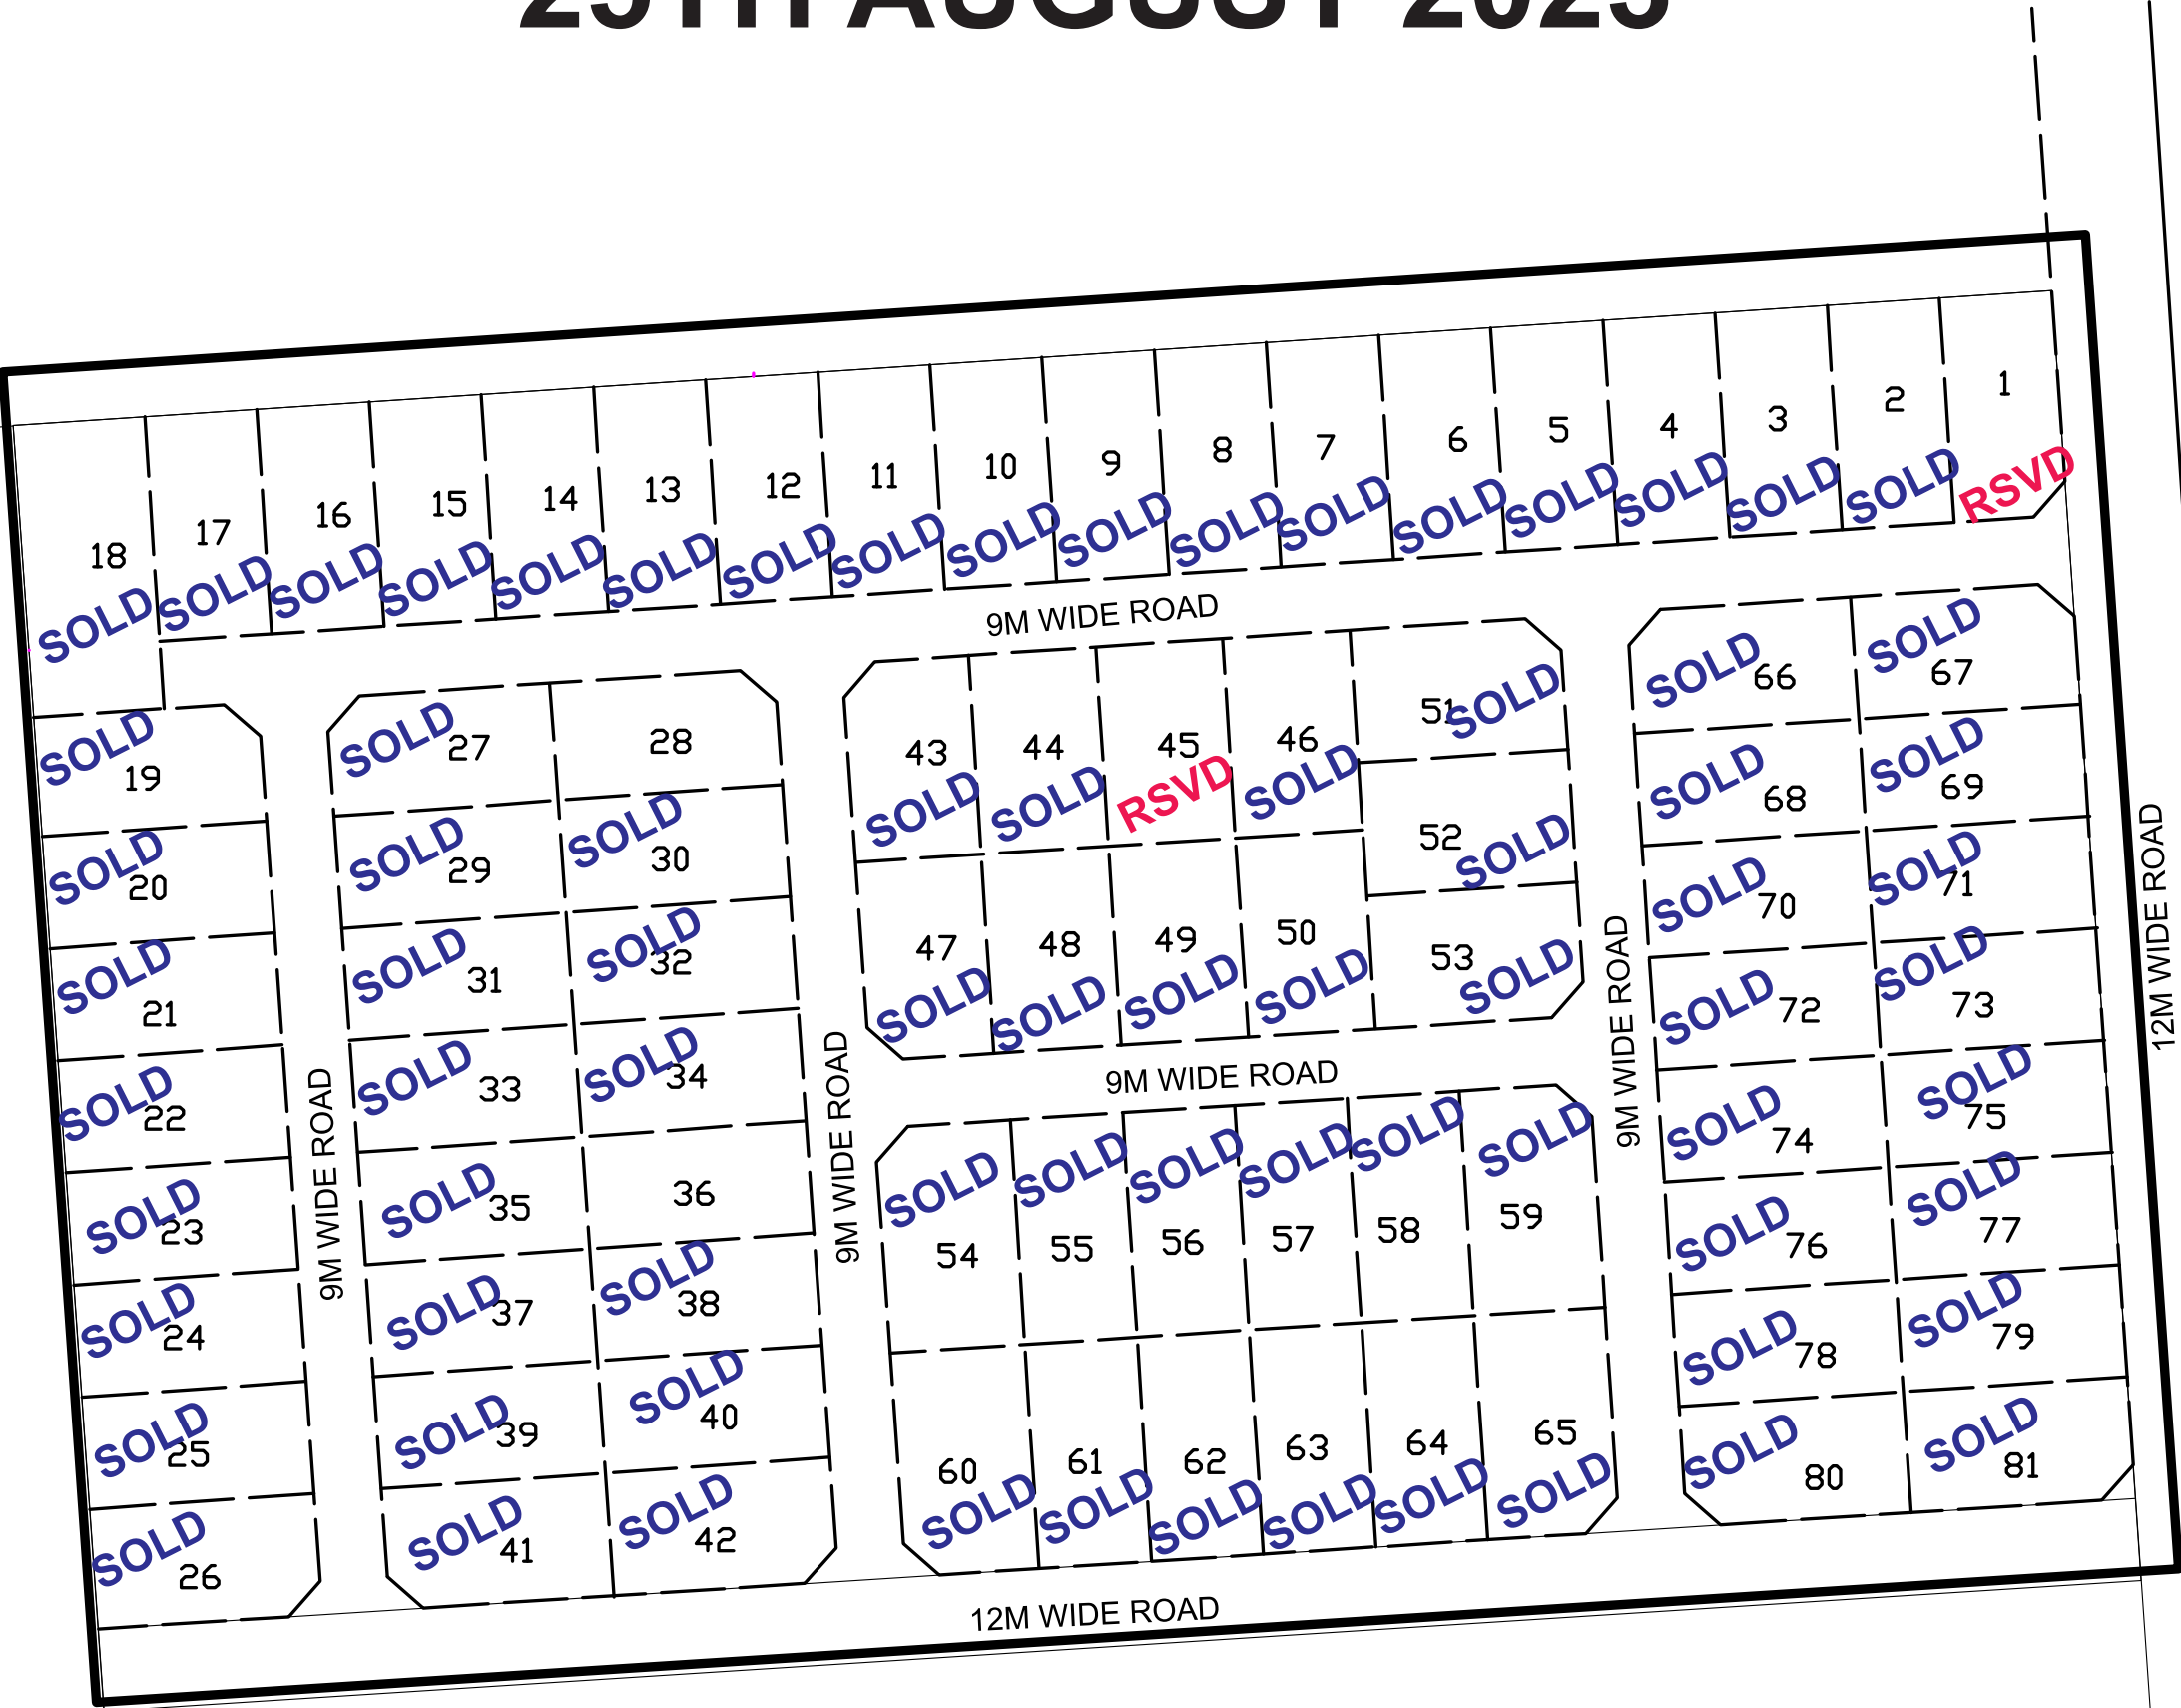 1
RSVD
2
SOLD
3
SOLD
4
SOLD
5
SOLD
6
SOLD
7
SOLD
8
SOLD
9
SOLD
10
SOLD
11
SOLD
12
SOLD
13
SOLD
14
SOLD
15
SOLD
16
SOLD
17
SOLD
18
SOLD
9M WIDE ROAD
SOLD
19
SOLD
20
SOLD
21
SOLD
22
SOLD
23
SOLD
24
SOLD
25
SOLD
26
9M WIDE ROAD
SOLD
27
28
SOLD
29
SOLD
30
SOLD
31
SOLD
32
SOLD
33
SOLD
34
SOLD
35
36
SOLD
37
SOLD
38
SOLD
39
SOLD
40
SOLD
41
SOLD
42
9M WIDE ROAD
43
SOLD
44
SOLD
45
RSVD
46
SOLD
47
SOLD
48
SOLD
49
SOLD
50
SOLD
51
SOLD
52
SOLD
53
SOLD
9M WIDE ROAD
SOLD
54
SOLD
55
SOLD
56
SOLD
57
SOLD
58
SOLD
59
60
SOLD
61
SOLD
62
SOLD
63
SOLD
64
SOLD
65
SOLD
9M WIDE ROAD
SOLD
66
SOLD
67
SOLD
68
SOLD
69
SOLD
70
SOLD
71
SOLD
72
SOLD
73
SOLD
74
SOLD
75
SOLD
76
SOLD
77
SOLD
78
SOLD
79
SOLD
80
SOLD
81
12M WIDE ROAD
12M WIDE ROAD